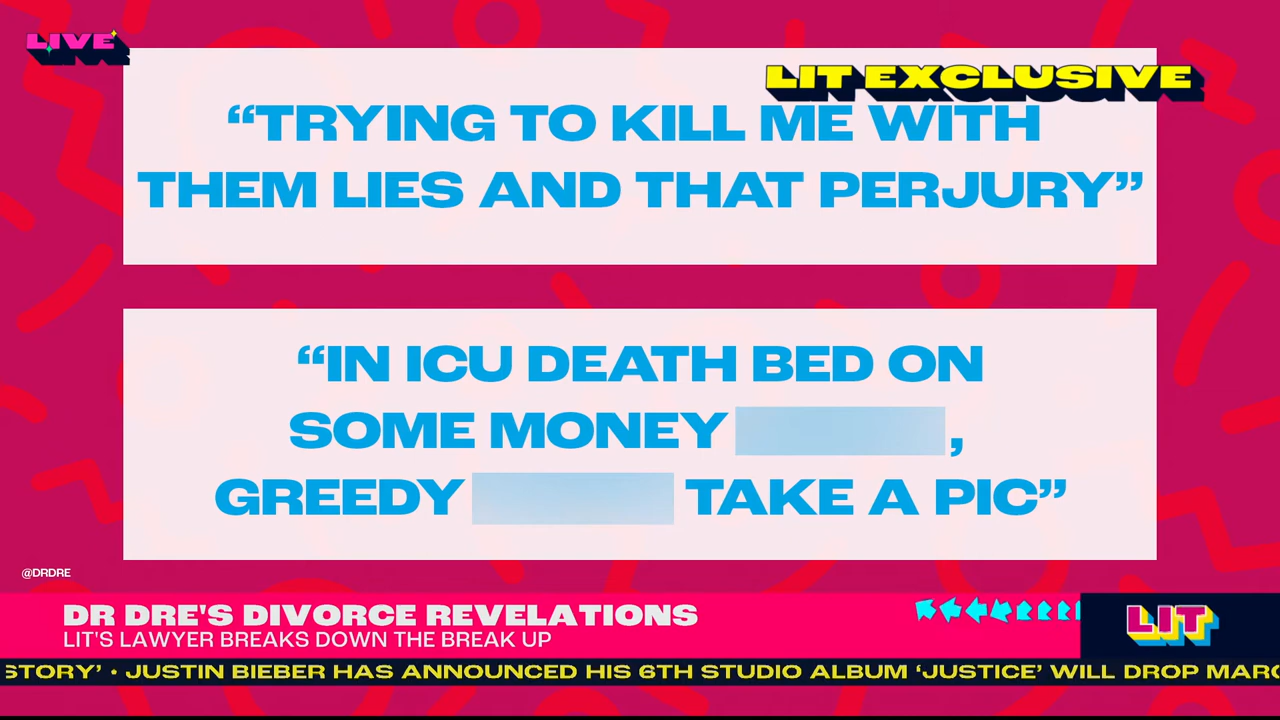 LIVE
LIT EXCLUSIVE
“TRYING TO KILL ME WITH
THEM LIES AND THAT PERJURY”
“IN ICU DEATH BED ON
SOME MONEY ,
GREEDY TAKE A PIC”
@DRDRE
DR DRE'S DIVORCE REVELATIONS
LIT'S LAWYER BREAKS DOWN THE BREAK UP
LIT
STORY’ • JUSTIN BIEBER HAS ANNOUNCED HIS 6TH STUDIO ALBUM ‘JUSTICE’ WILL DROP MARC